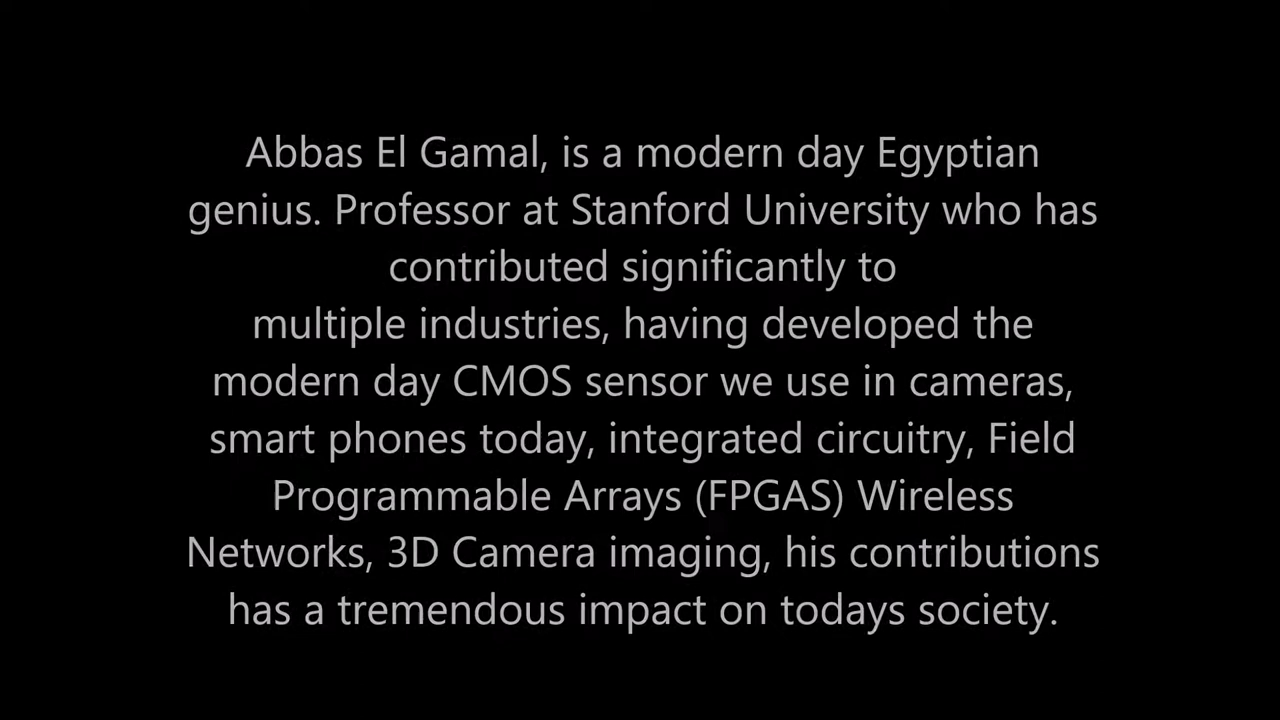 Abbas El Gamal, is a modern day Egyptian
genius. Professor at Stanford University who has
contributed significantly to
multiple industries, having developed the
modern day CMOS sensor we use in cameras,
smart phones today, integrated circuitry, Field
Programmable Arrays (FPGAS) Wireless
Networks, 3D Camera imaging, his contributions
has a tremendous impact on todays society.